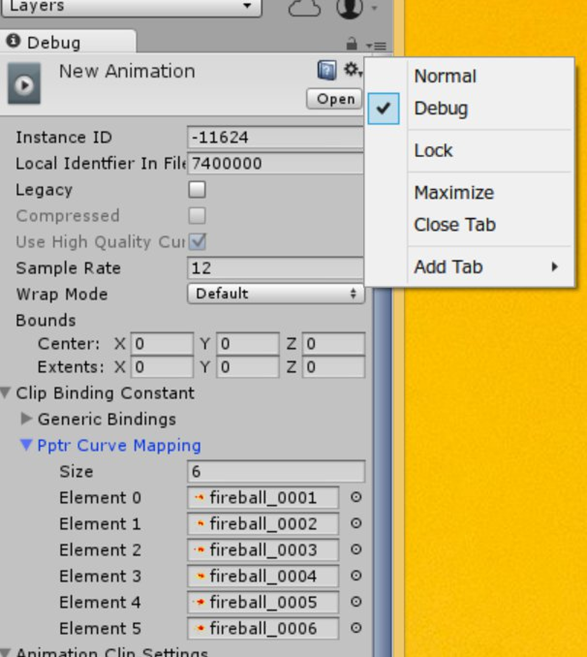 Layers
Debug
New Animation
Open
Normal
Debug
Lock
Maximize
Close Tab
Add Tab
Instance ID -11624
Local Identfier In File 7400000
Legacy
Compressed
Use High Quality Cur
Sample Rate 12
Wrap Mode Default
Bounds
Center: X 0 Y 0 Z 0
Extents: X 0 Y 0 Z 0
Clip Binding Constant
Generic Bindings
Pptr Curve Mapping
Size 6
Element 0 fireball_0001
Element 1 fireball_0002
Element 2 fireball_0003
Element 3 fireball_0004
Element 4 fireball_0005
Element 5 fireball_0006
Animation Clip Settings